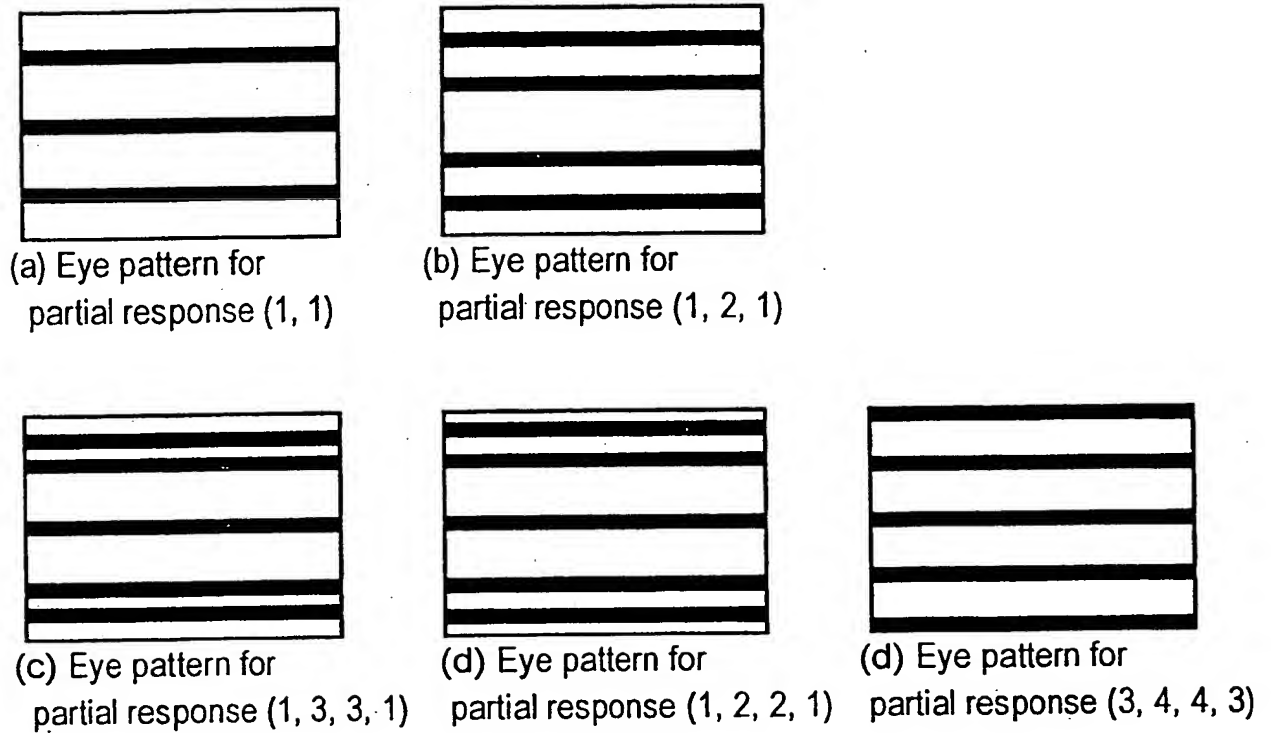 (a) Eye pattern for
partial response (1, 1)
(b) Eye pattern for
partial response (1, 2, 1)
(c) Eye pattern for
partial response (1, 3, 3, 1)
(d) Eye pattern for
partial response (1, 2, 2, 1)
(d) Eye pattern for
partial response (3, 4, 4, 3)